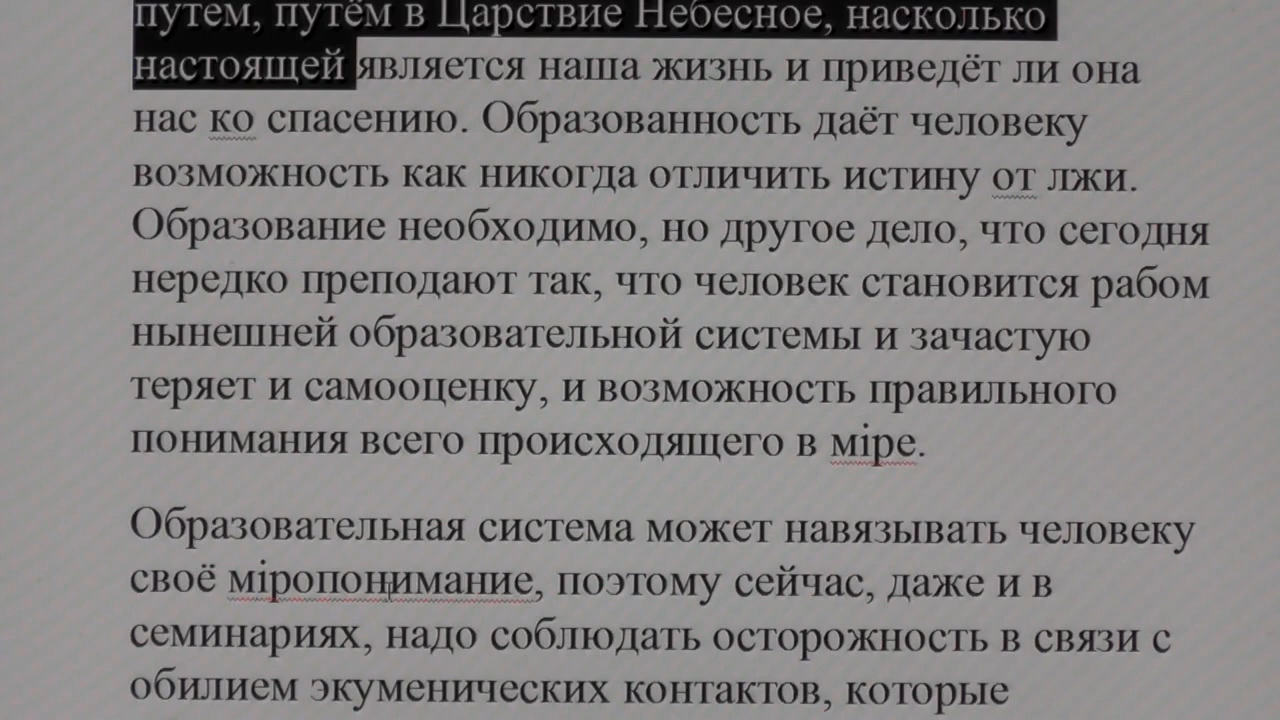 путем, путём в Царствие Небесное, насколько
настоящей является наша жизнь и приведёт ли она
нас ко спасению. Образованность даёт человеку
возможность как никогда отличить истину от лжи.
Образование необходимо, но другое дело, что сегодня
нередко преподают так, что человек становится рабом
нынешней образовательной системы и зачастую
теряет и самооценку, и возможность правильного
понимания всего происходящего в міре.
Образовательная система может навязывать человеку
своё міропонимание, поэтому сейчас, даже и в
семинариях, надо соблюдать осторожность в связи с
обилием экуменических контактов, которые